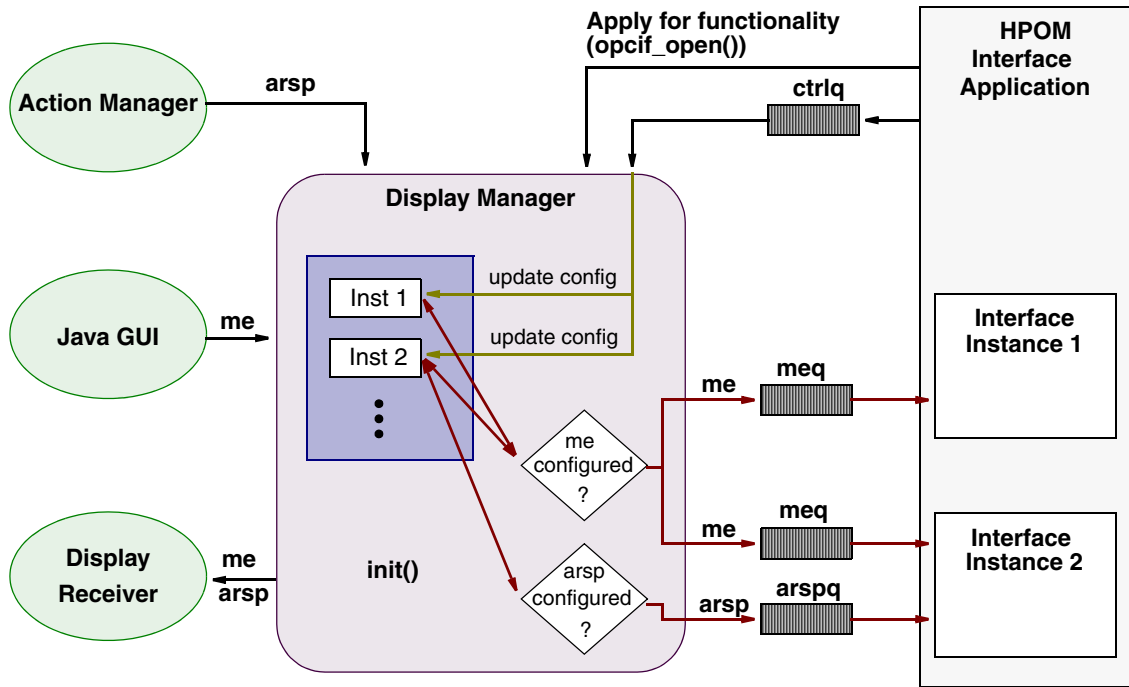 Apply for functionality
(opcif_open())
HPOM
Interface
Application
Action Manager
arsp
ctrlq
Display Manager
update config
Inst 1
update config
Inst 2
Java GUI
me
Interface
Instance 1
me
meq
me
configured
?
me
meq
Interface
Instance 2
Display
Receiver
me
arsp
init()
arsp
configured
?
arsp
arspq